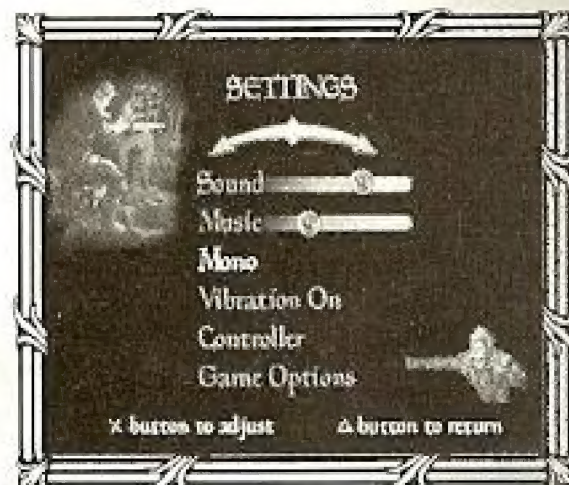 SETTINGS
Sound
Music
Mono
Vibration On
Controller
Game Options
X button to adjust △ button to return